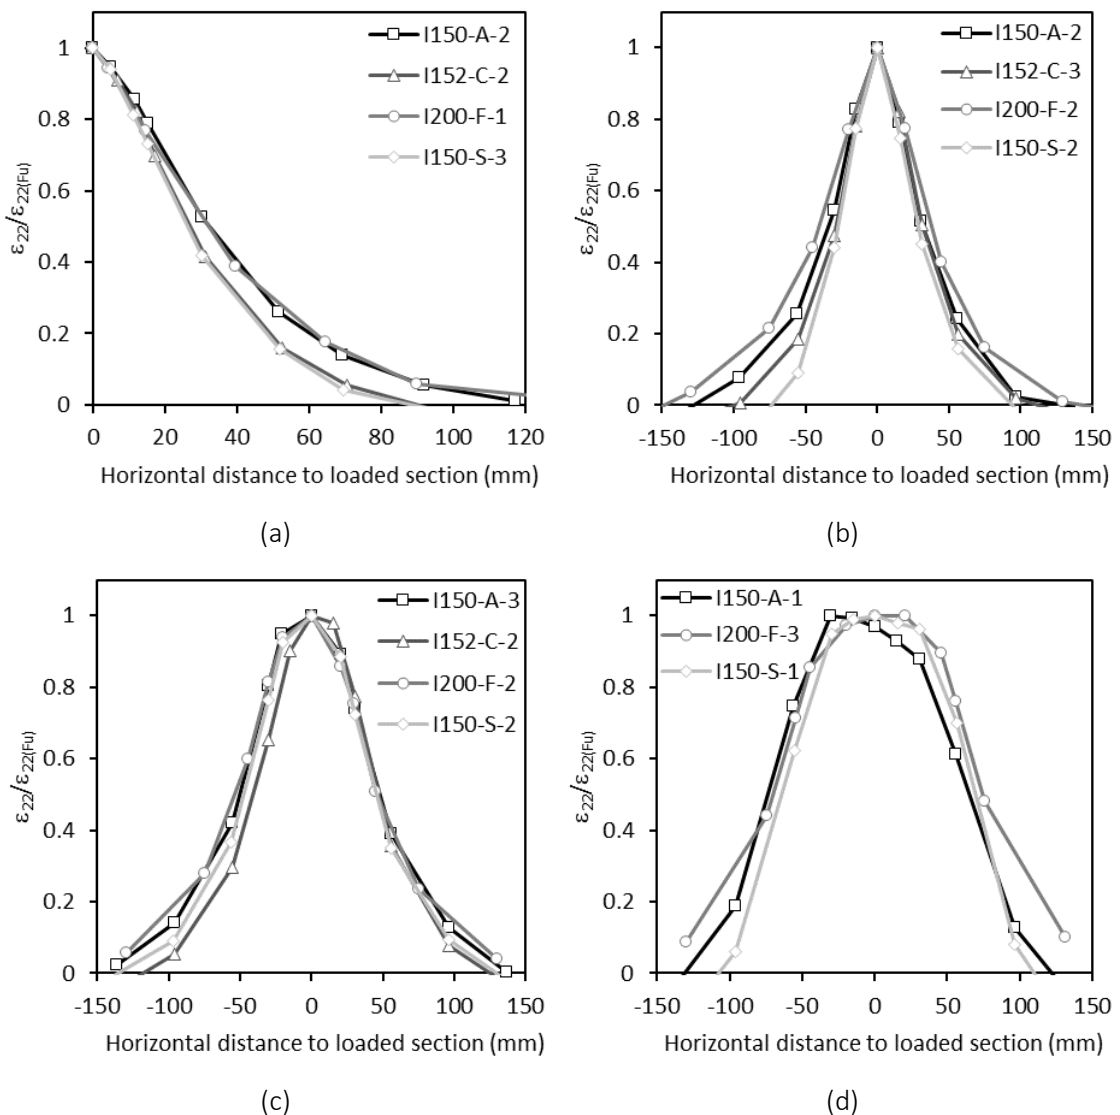 I150-A-2
I152-C-2
I200-F-1
I150-S-3
1
0.8
0.6
0.4
0.2
0
ε22/ε22(Fu)
0 20 40 60 80 100 120
Horizontal distance to loaded section (mm)
(a)
I150-A-2
I152-C-3
I200-F-2
I150-S-2
1
0.8
0.6
0.4
0.2
0
ε22/ε22(Fu)
-150 -100 -50 0 50 100 150
Horizontal distance to loaded section (mm)
(b)
I150-A-3
I152-C-2
I200-F-2
I150-S-2
1
0.8
0.6
0.4
0.2
0
ε22/ε22(Fu)
-150 -100 -50 0 50 100 150
Horizontal distance to loaded section (mm)
(c)
I150-A-1
I200-F-3
I150-S-1
1
0.8
0.6
0.4
0.2
0
ε22/ε22(Fu)
-150 -100 -50 0 50 100 150
Horizontal distance to loaded section (mm)
(d)